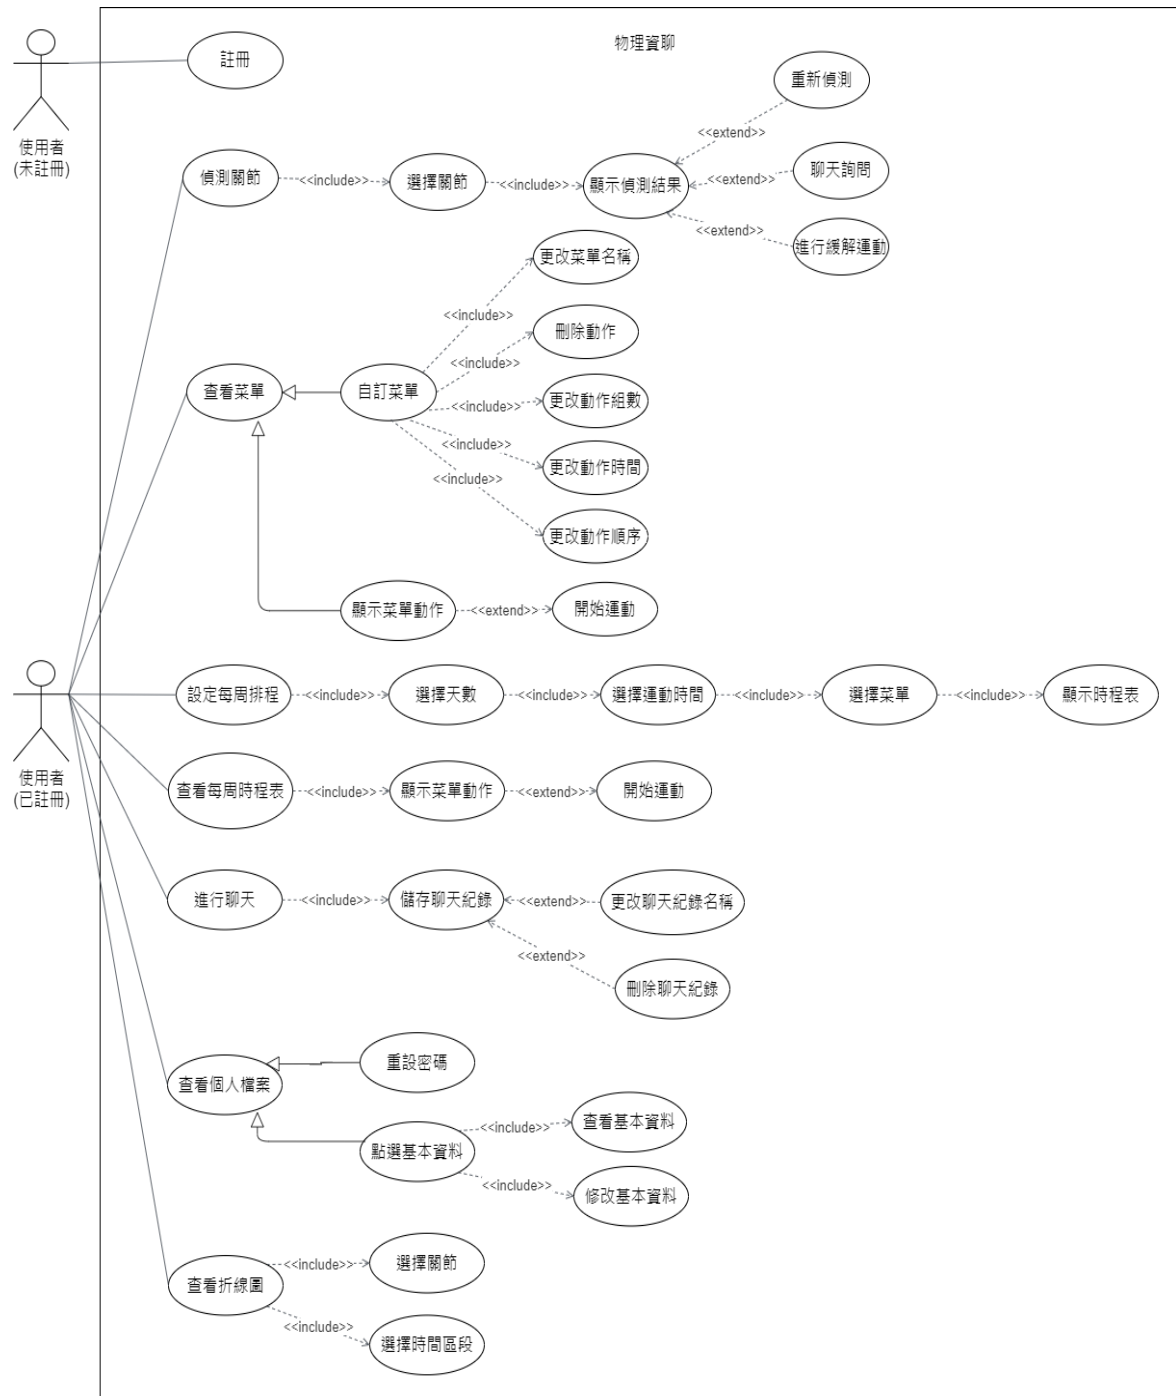 物理資聊
註冊
重新偵測
使用者
(未註冊)
<<extend>>
偵測關節
<<include>>
選擇關節
<<include>>
顯示偵測結果
<<extend>>
聊天詢問
<<extend>>
進行緩解運動
更改菜單名稱
<<include>>
刪除動作
<<include>>
查看菜單
自訂菜單
<<include>>
更改動作組數
<<include>>
更改動作時間
<<include>>
更改動作順序
顯示菜單動作
<<extend>>
開始運動
使用者
(已註冊)
設定每周排程
<<include>>
選擇天數
<<include>>
選擇運動時間
<<include>>
選擇菜單
<<include>>
顯示時程表
查看每周時程表
<<include>>
顯示菜單動作
<<extend>>
開始運動
進行聊天
<<include>>
儲存聊天紀錄
<<extend>>
更改聊天紀錄名稱
<<extend>>
刪除聊天紀錄
重設密碼
查看個人檔案
點選基本資料
<<include>>
查看基本資料
<<include>>
修改基本資料
查看折線圖
<<include>>
選擇關節
<<include>>
選擇時間區段